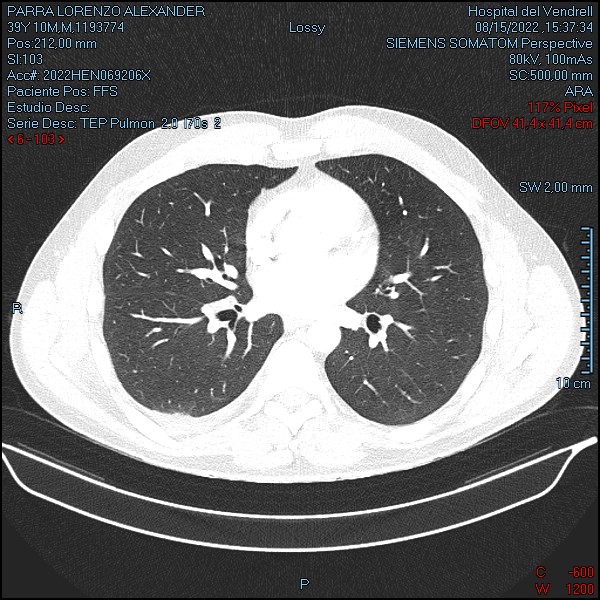 PARRA LORENZO ALEXANDER
39Y 10M,M,1193774
Pos:212,00 mm
SI:103
Acc#: 2022HEN069206X
Paciente Pos: FFS
Estudio Desc:
Serie Desc: TEP Pulmon 2.0 I70s 2
< 6 - 103 >
Lossy
Hospital del Vendrell
08/15/2022 ,15:37:34
SIEMENS SOMATOM Perspective
80kV, 100mAs
SC:500,00 mm
ARA
117% Pixel
DFOV 41,4 x 41,4 cm
SW 2,00 mm
R
10 cm
P
C -600
W 1200